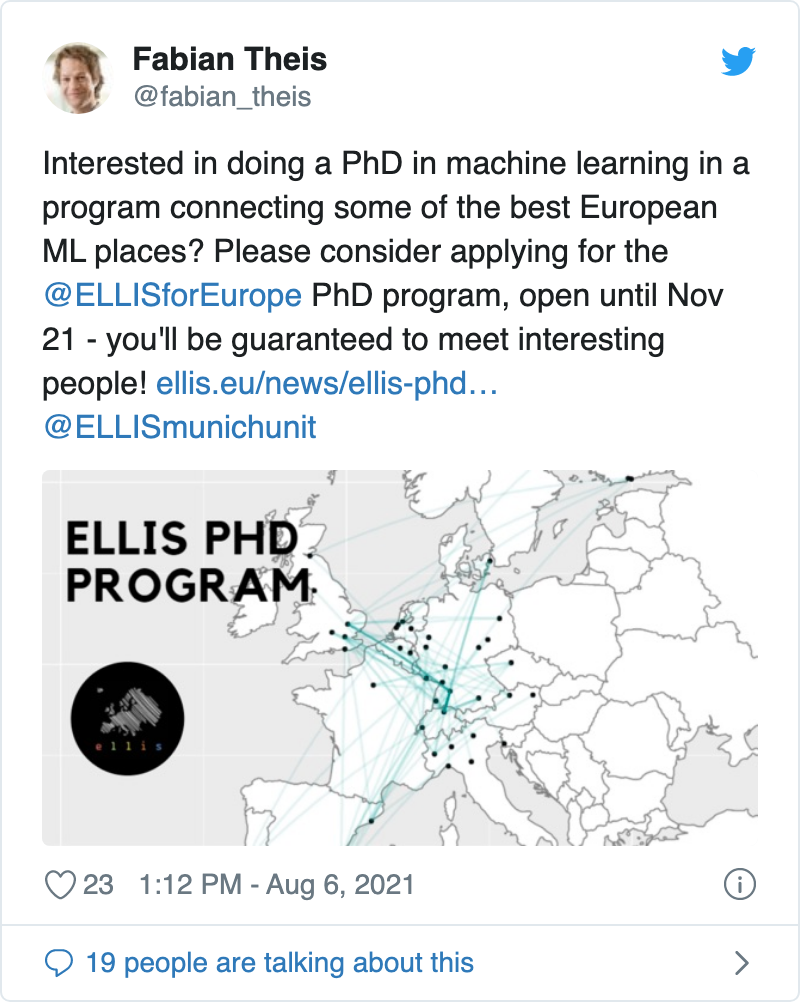 Fabian Theis
@fabian_theis
Interested in doing a PhD in machine learning in a
program connecting some of the best European
ML places? Please consider applying for the
@ELLISforEurope PhD program, open until Nov
21 - you'll be guaranteed to meet interesting
people! ellis.eu/news/ellis-phd…
@ELLISmunichunit
ELLIS PHD
PROGRAM
ellis
23 1:12 PM - Aug 6, 2021
19 people are talking about this